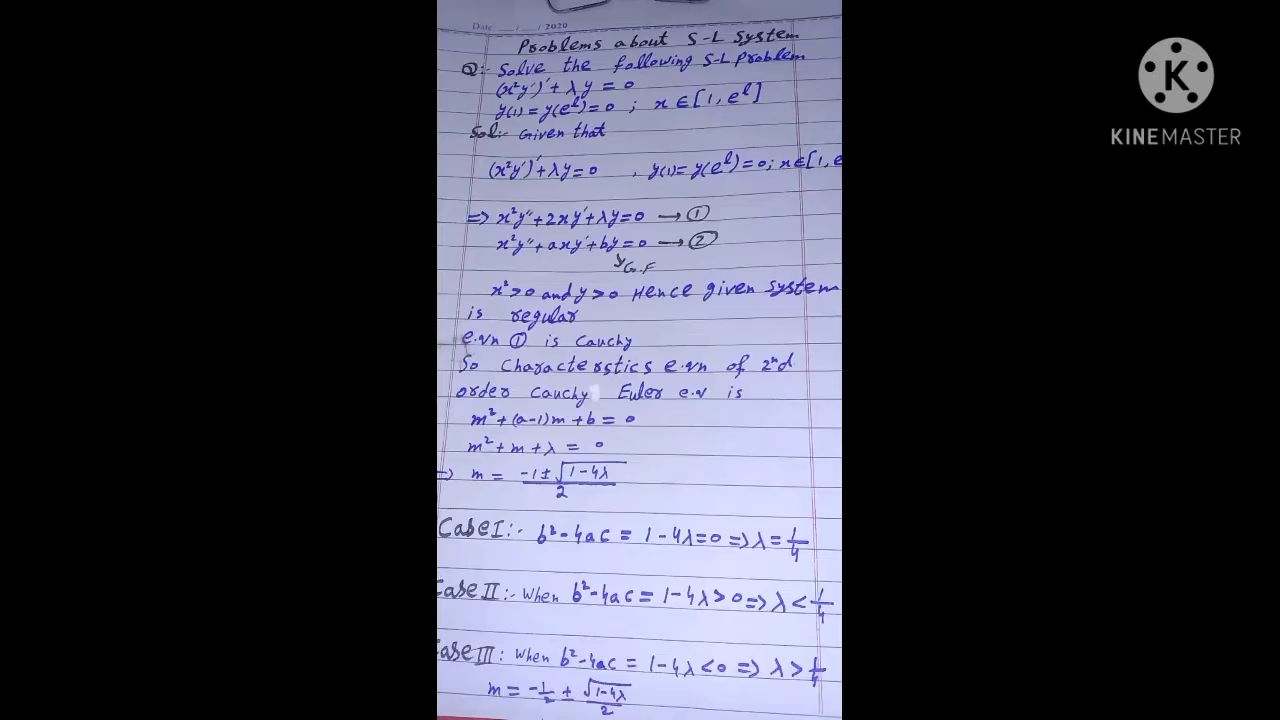 Date ___/___/ 2020
Problems about S-L System
Q:- Solve the following S-L Problem
(x²y')' + λy = 0
y(1) = y(e^l) = 0 ; x ∈ [1, e^l]
Sol:- Given that
(x²y')' + λy = 0 , y(1) = y(e^l) = 0; x ∈ [1, e
=> x²y'' + 2xy' + λy = 0 → ①
x²y'' + axy' + by = 0 → ②
↘ G.F
x² > 0 and y > 0 Hence given system
is regular
e.qn ① is Cauchy
So Characterstics e.qn of 2nd
order Cauchy Euler e.q is
m² + (a-1)m + b = 0
m² + m + λ = 0
=> m = (-1 ± √(1-4λ))/2
Case I:- b² - 4ac = 1 - 4λ = 0 => λ = 1/4
Case II:- When b² - 4ac = 1 - 4λ > 0 => λ < 1/4
Case III: When b² - 4ac = 1 - 4λ < 0 => λ > 1/4
m = -1/2 ± √(1-4λ)/2
K
KINEMASTER